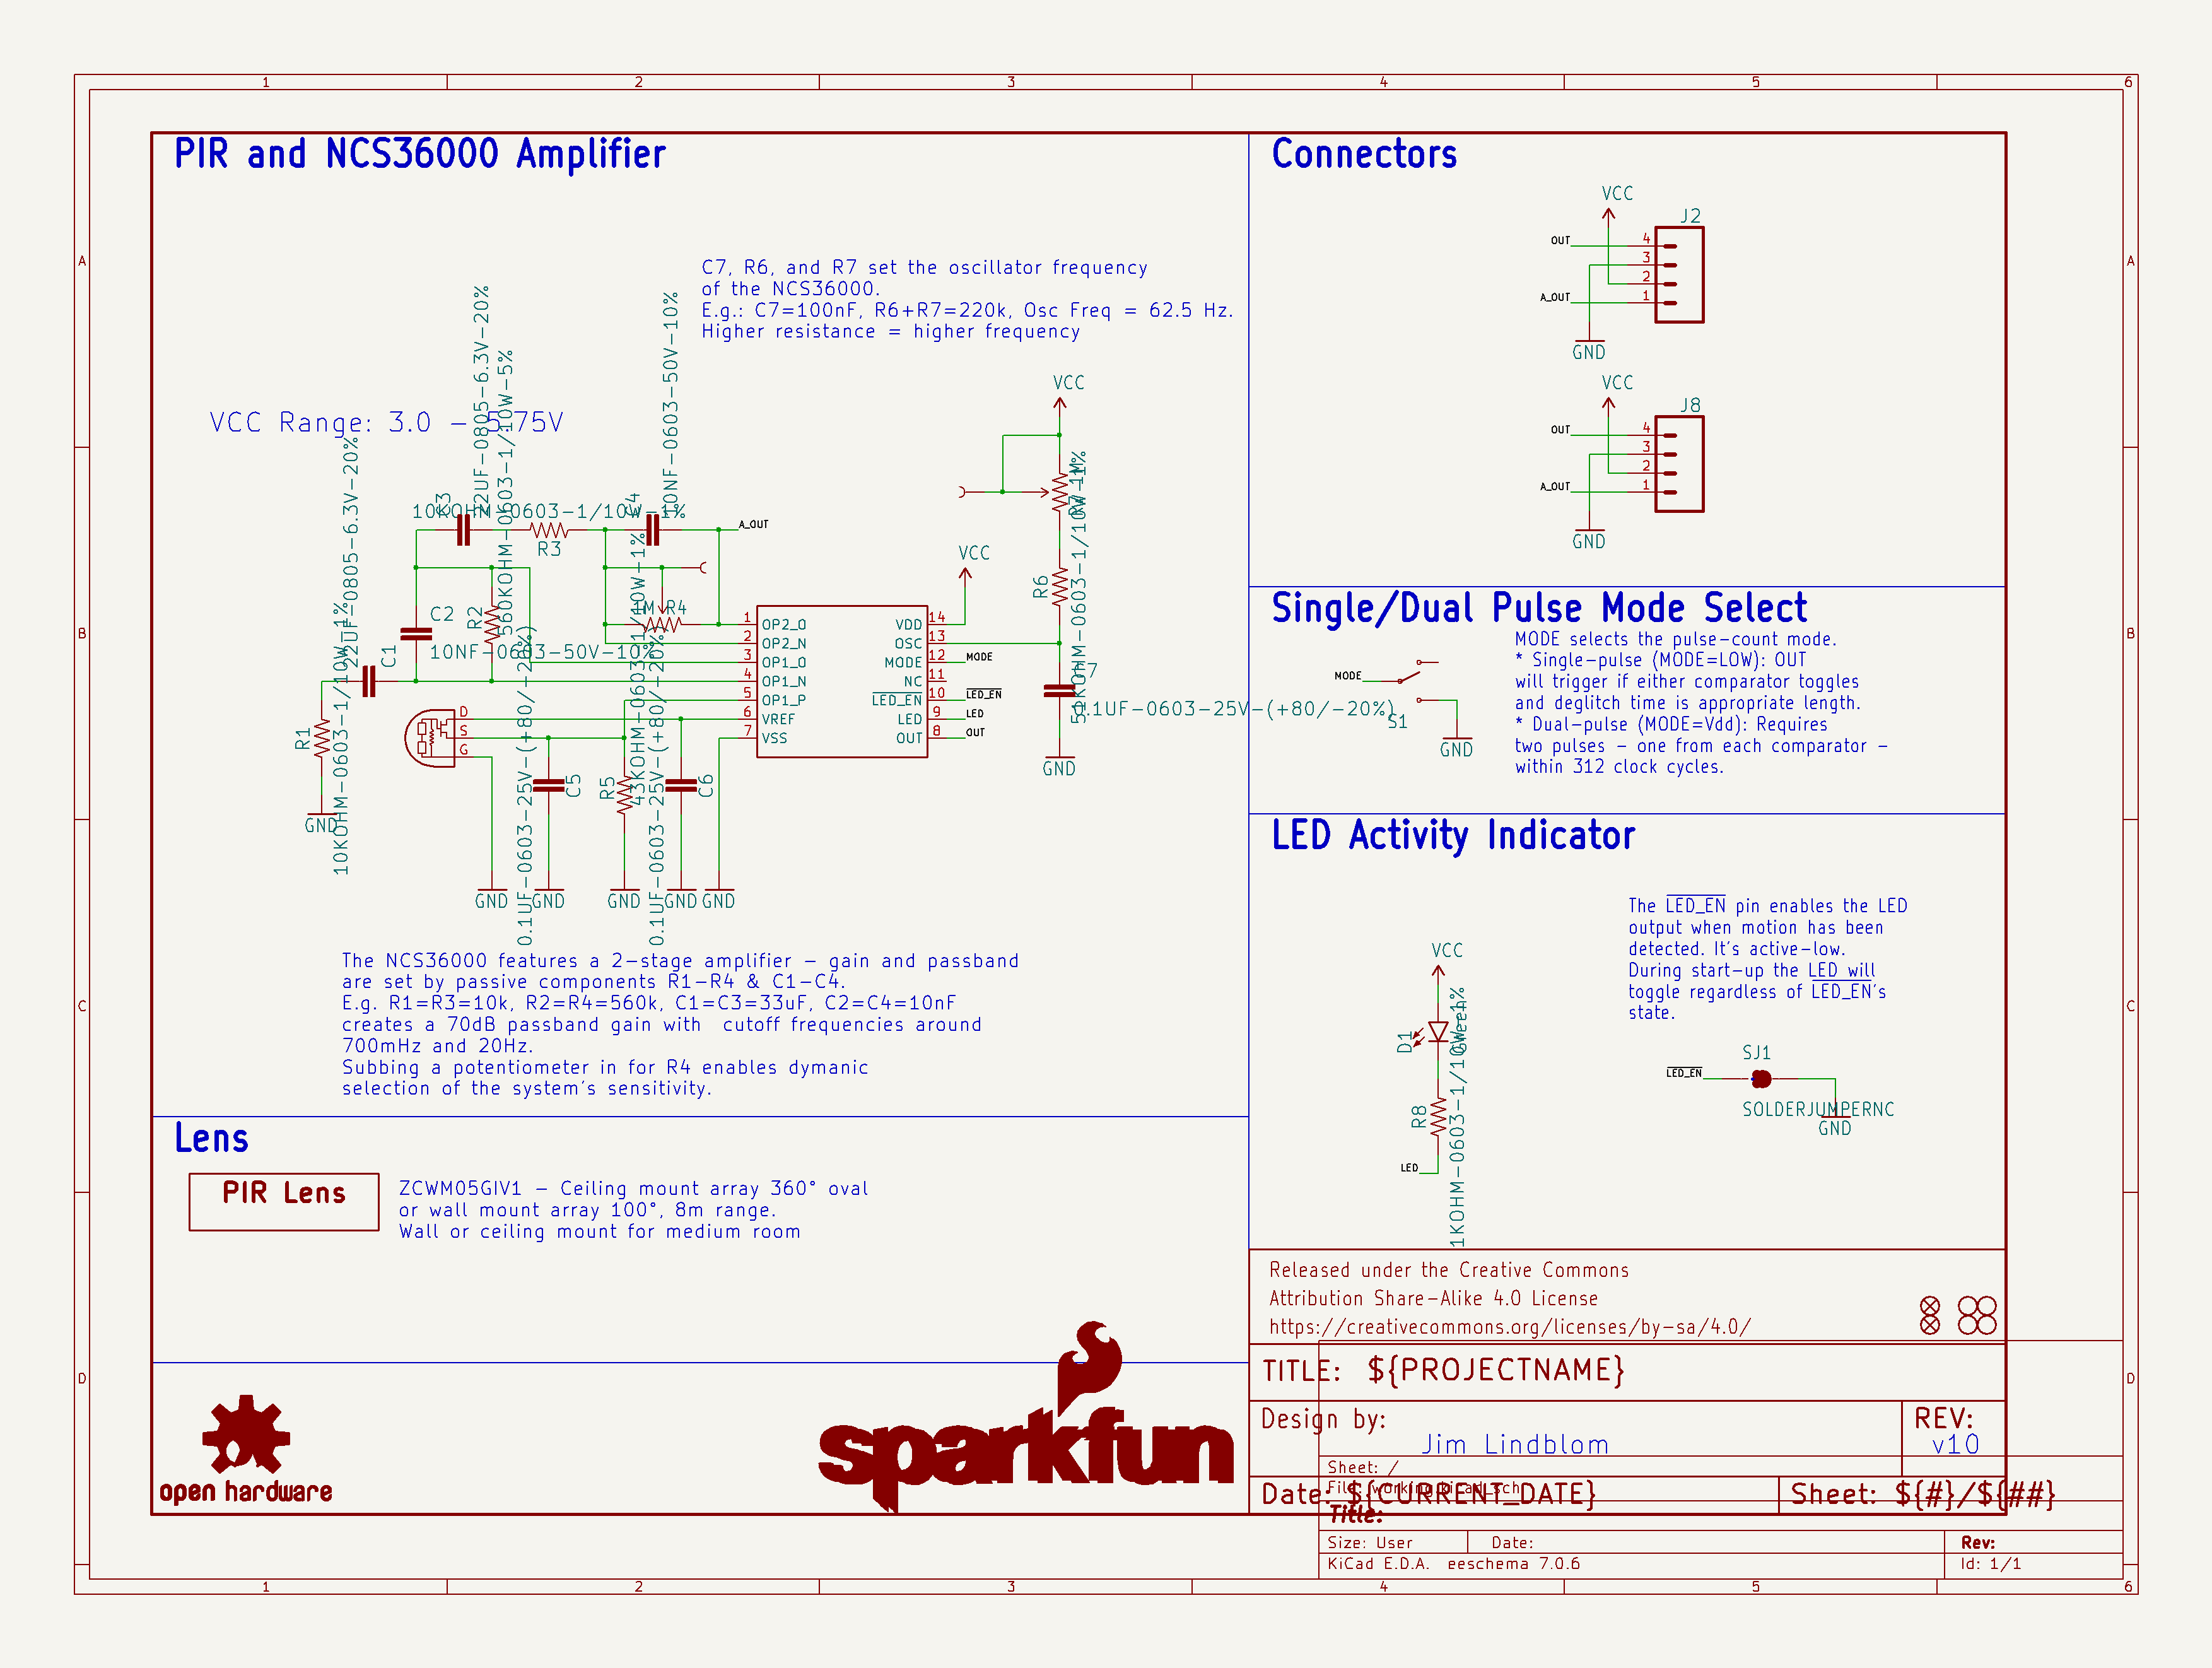 1 2 3 4 5 6
A
B
C
D
PIR and NCS36000 Amplifier
C7, R6, and R7 set the oscillator frequency
of the NCS36000.
E.g.: C7=100nF, R6+R7=220k, Osc Freq = 62.5 Hz.
Higher resistance = higher frequency
VCC Range: 3.0 - 5.75V
22UF-0805-6.3V-20%
560KOHM-0603-1/10W-5%
10NF-0603-50V-10%
22UF-0805-6.3V-20%
C3
10KOHM-0603-1/10W-1%
C4
R3
A_OUT
VCC
VCC
R6
51KOHM-0603-1/10W-1%
C2
R2
10NF-0603-50V-10%
1M R4
C1
R1
10KOHM-0603-1/10W-1%
GND
D
S
G
1 OP2_O
2 OP2_N
3 OP1_O
4 OP1_N
5 OP1_P
6 VREF
7 VSS
VDD 14
OSC 13
MODE 12
NC 11
LED_EN 10
LED 9
OUT 8
MODE
LED_EN
LED
OUT
C7
0.1UF-0603-25V-(+80/-20%)
GND
C5
R5
43KOHM-0603-1/10W-1%
C6
0.1UF-0603-25V-(+80/-20%)
0.1UF-0603-25V-(+80/-20%)
GND GND GND GND GND
The NCS36000 features a 2-stage amplifier - gain and passband
are set by passive components R1-R4 & C1-C4.
E.g. R1=R3=10k, R2=R4=560k, C1=C3=33uF, C2=C4=10nF
creates a 70dB passband gain with  cutoff frequencies around
700mHz and 20Hz.
Subbing a potentiometer in for R4 enables dymanic
selection of the system's sensitivity.
Lens
PIR Lens
ZCWM05GIV1 - Ceiling mount array 360° oval
or wall mount array 100°, 8m range.
Wall or ceiling mount for medium room
open hardware
sparkfun
Connectors
VCC
J2
OUT
A_OUT
4
3
2
1
GND
VCC
J8
OUT
A_OUT
4
3
2
1
GND
Single/Dual Pulse Mode Select
MODE
S1
GND
MODE selects the pulse-count mode.
* Single-pulse (MODE=LOW): OUT
will trigger if either comparator toggles
and deglitch time is appropriate length.
* Dual-pulse (MODE=Vdd): Requires
two pulses - one from each comparator -
within 312 clock cycles.
LED Activity Indicator
The LED_EN pin enables the LED
output when motion has been
detected. It's active-low.
During start-up the LED will
toggle regardless of LED_EN's
state.
VCC
D1
Green
R8
1KOHM-0603-1/10W-1%
LED
SJ1
LED_EN
SOLDERJUMPERNC
GND
Released under the Creative Commons
Attribution Share-Alike 4.0 License
https://creativecommons.org/licenses/by-sa/4.0/
TITLE: ${PROJECTNAME}
Design by:
Jim Lindblom
REV:
v10
Sheet: /
File: working.kicad_sch
Date: ${CURRENT_DATE}
Sheet: ${#}/${##}
Title:
Size: User
Date:
Rev:
KiCad E.D.A.  eeschema 7.0.6
Id: 1/1
A
B
C
D
1 2 3 4 5 6